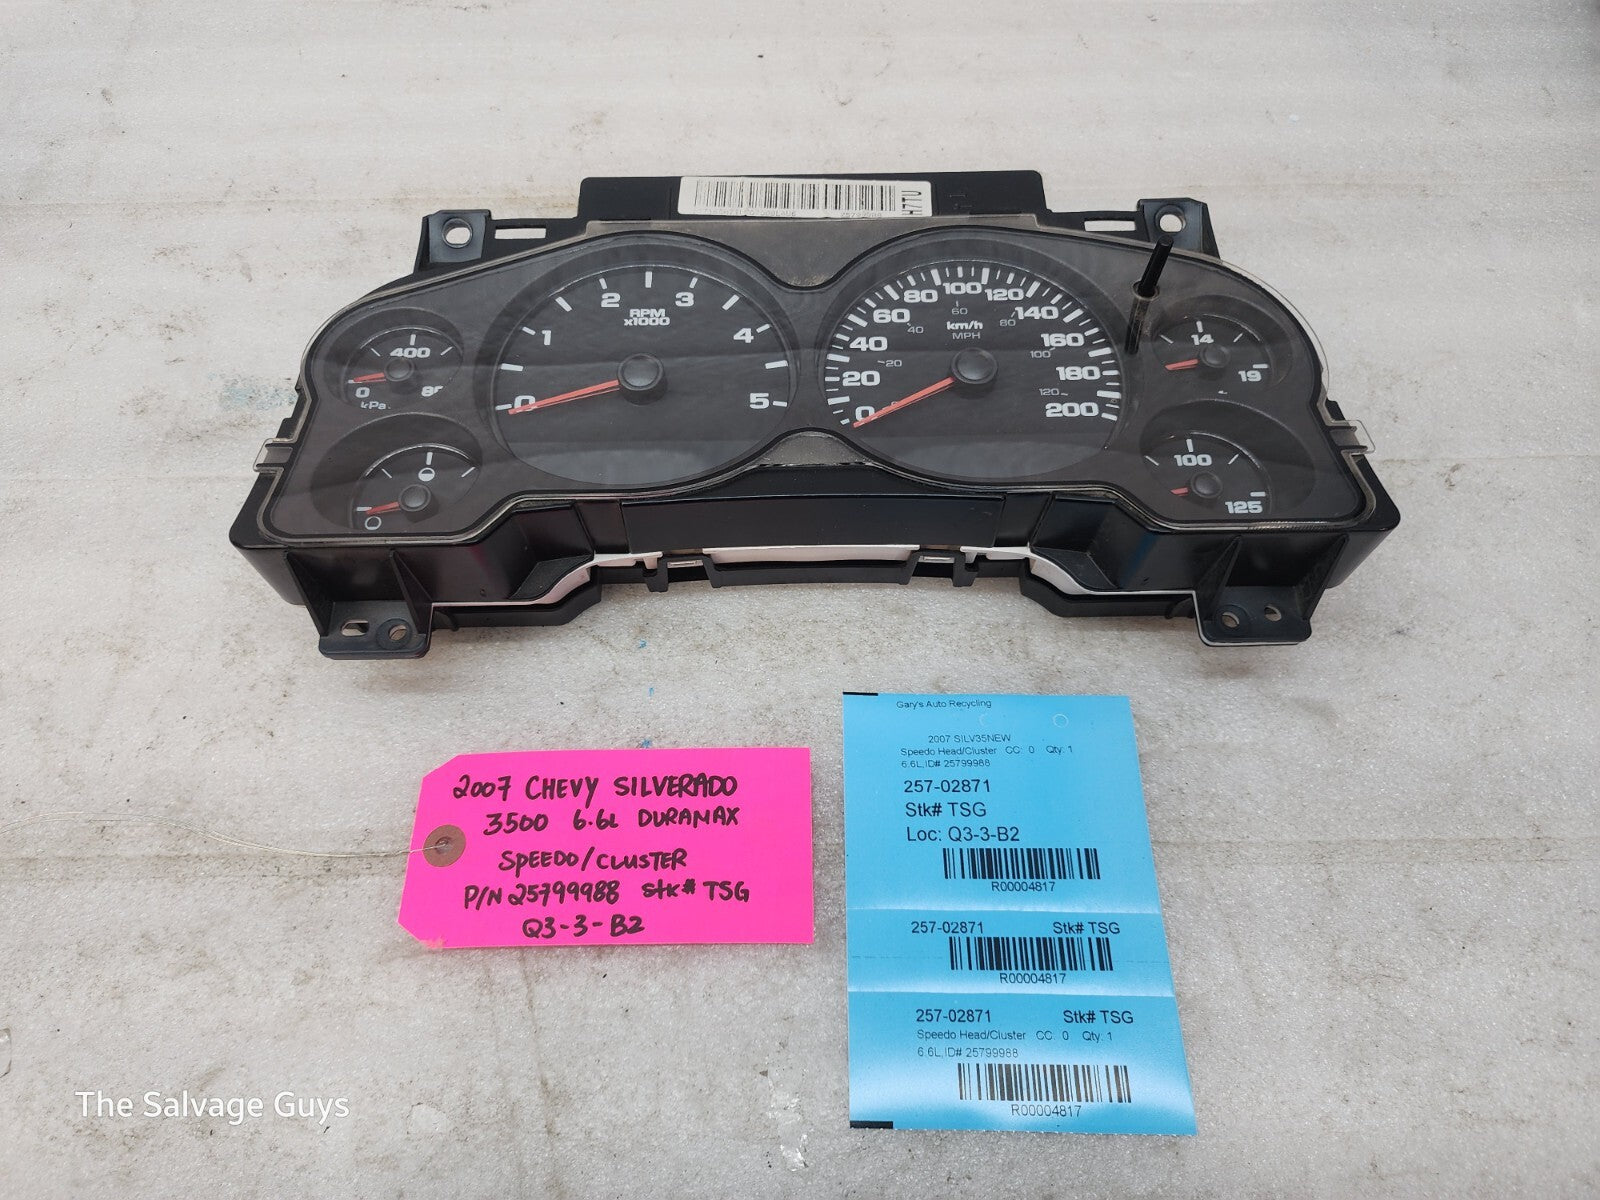 H7TU
2 3
1 RPM 4
x1000
0 5
400
0
kPa
80 100 120
60 60 140
40 km/h 80 160
40 MPH 100
20 20 180
0 120 200
14
19
100
125
2007 CHEVY SILVERADO
3500 6.6L DURAMAX
SPEEDO/CLUSTER
P/N 25799988 Stk# TSG
Q3-3-B2
Gary's Auto Recycling
2007 SILV35NEW
Speedo Head/Cluster CC: 0 Qty: 1
6.6L,ID# 25799988
257-02871
Stk# TSG
Loc: Q3-3-B2
R00004817
257-02871 Stk# TSG
R00004817
257-02871 Stk# TSG
Speedo Head/Cluster CC: 0 Qty: 1
6.6L,ID# 25799988
R00004817
The Salvage Guys